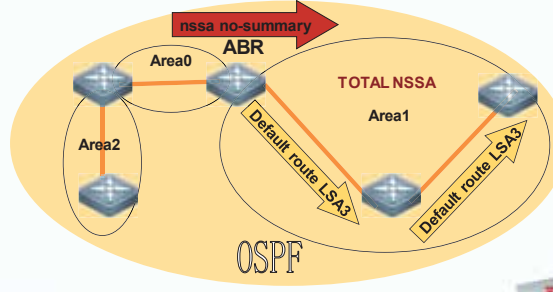 nssa no-summary
ABR
Area0
TOTAL NSSA
Area1
Area2
Default route LSA3
Default route LSA3
OSPF